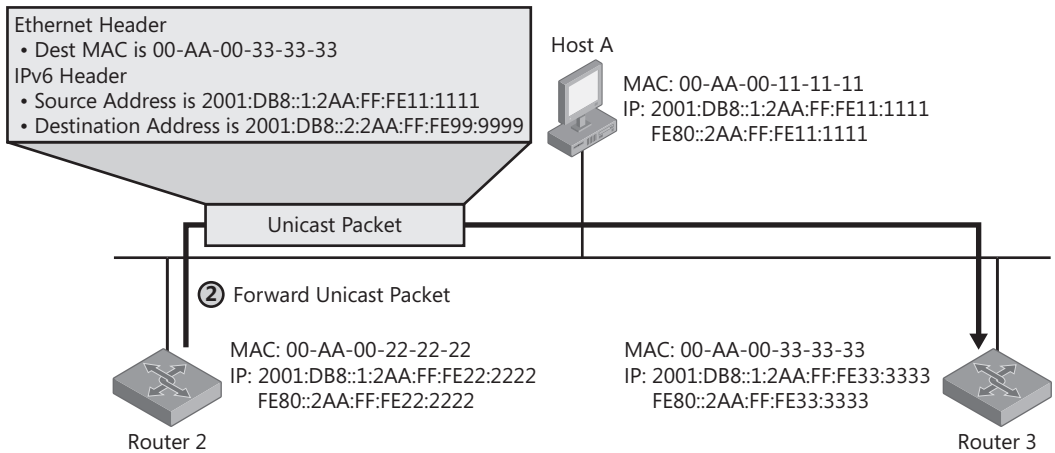 Ethernet Header
• Dest MAC is 00-AA-00-33-33-33
IPv6 Header
• Source Address is 2001:DB8::1:2AA:FF:FE11:1111
• Destination Address is 2001:DB8::2:2AA:FF:FE99:9999
Host A
MAC: 00-AA-00-11-11-11
IP: 2001:DB8::1:2AA:FF:FE11:1111
FE80::2AA:FF:FE11:1111
Unicast Packet
2 Forward Unicast Packet
MAC: 00-AA-00-22-22-22
IP: 2001:DB8::1:2AA:FF:FE22:2222
FE80::2AA:FF:FE22:2222
Router 2
MAC: 00-AA-00-33-33-33
IP: 2001:DB8::1:2AA:FF:FE33:3333
FE80::2AA:FF:FE33:3333
Router 3